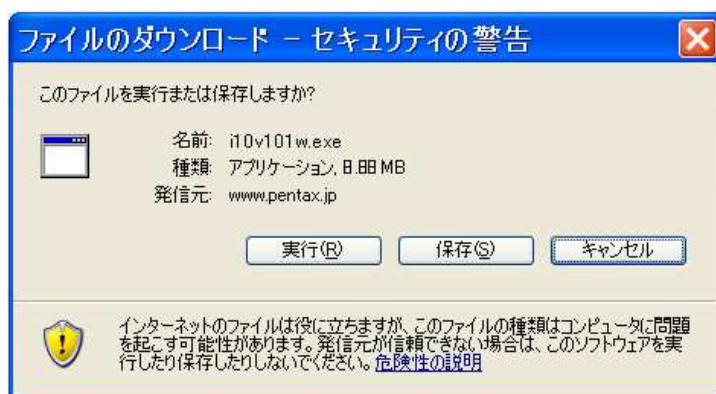 ファイルのダウンロード － セキュリティの警告
このファイルを実行または保存しますか?
名前: i10v101w.exe
種類: アプリケーション, 8.88 MB
発信元: www.pentax.jp
実行(R) 保存(S) キャンセル
インターネットのファイルは役に立ちますが、このファイルの種類はコンピュータに問題
を起こす可能性があります。発信元が信頼できない場合は、このソフトウェアを実
行したり保存したりしないでください。危険性の説明